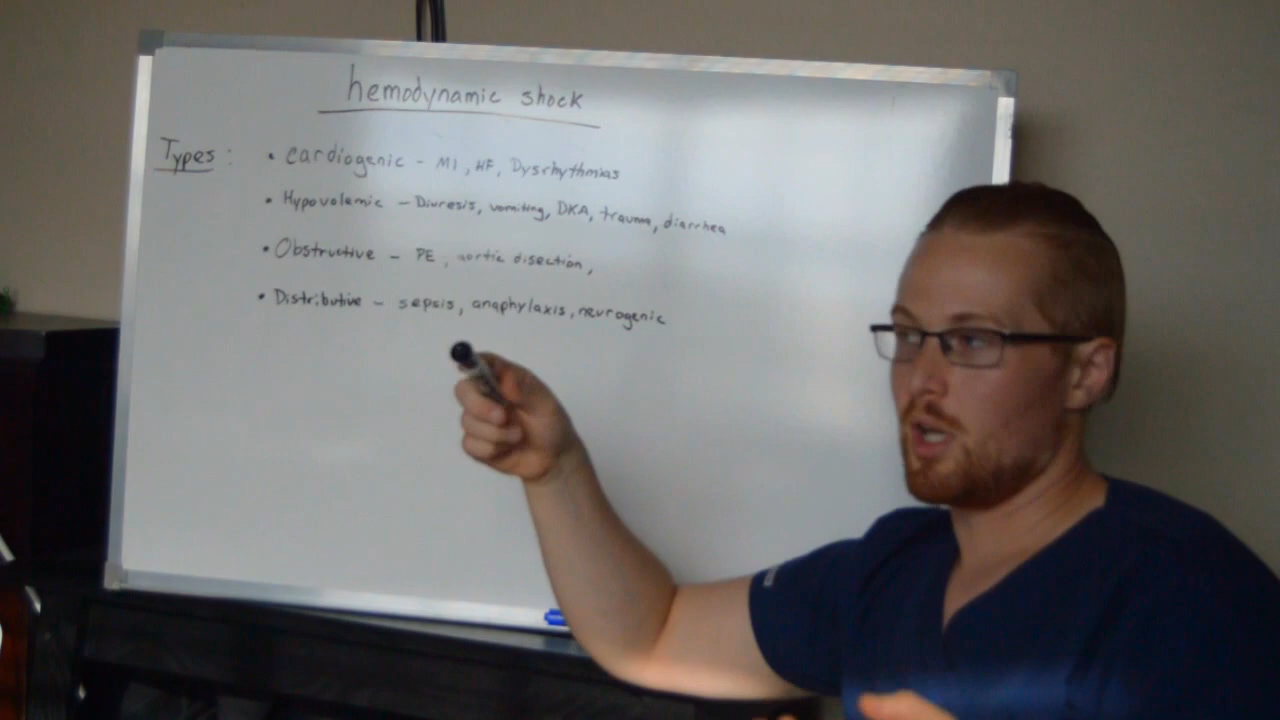 hemodynamic shock
Types:
• Cardiogenic - MI, HF, Dysrhythmias
• Hypovolemic - Diuresis, vomiting, DKA, trauma, diarrhea
• Obstructive - PE, aortic disection,
• Distributive - sepsis, anaphylaxis, neurogenic